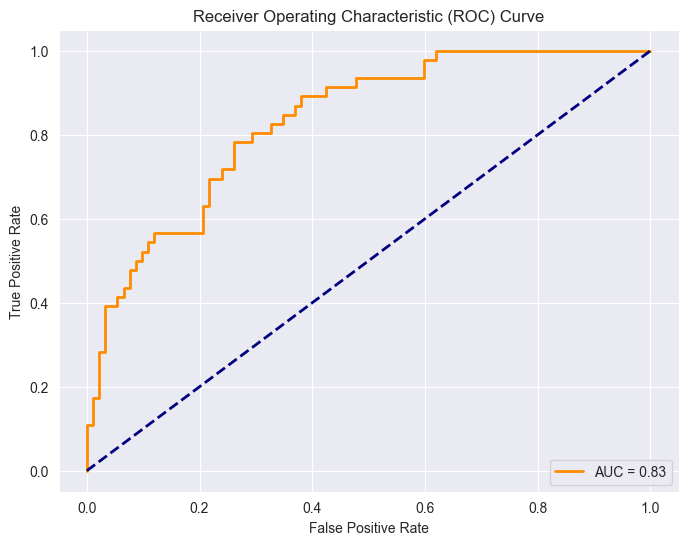 Receiver Operating Characteristic (ROC) Curve
1.0
0.8
0.6
0.4
0.2
0.0
True Positive Rate
0.0 0.2 0.4 0.6 0.8 1.0
False Positive Rate
AUC = 0.83